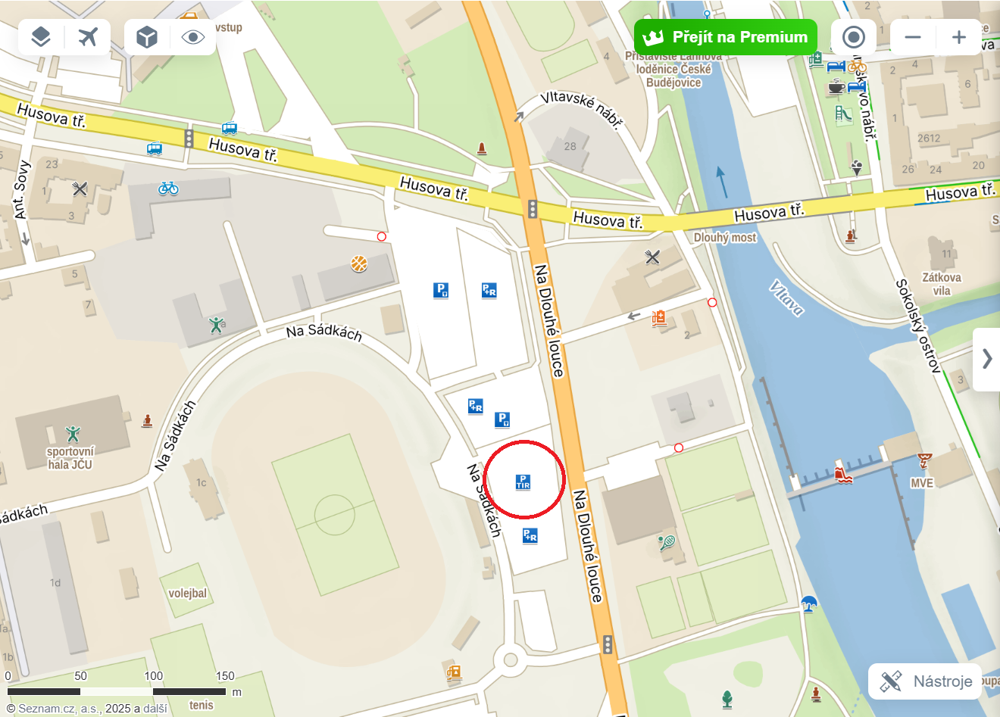 vstup
Přejít na Premium
Přístaviště Lannova
loděnice České
Budějovice
Husova tř.
Husova tř.
Husova tř.
Husova tř.
Husova tř.
Husova tř.
Vltavské nábř.
28
4
2
1
2
4
6
1
2612
26
24
20
Ant. Sovy
23
1
3
5
7
Dlouhý most
Vltava
11
Zátkova
vila
Sokolský ostrov
3
P
P+R
Na Dlouhé louce
Na Sádkách
2
P+R
P
Na Sádkách
sportovní
hala JČU
1c
P
TIR
Na Sádkách
P+R
Na Dlouhé louce
MVE
1d
volejbal
1b
tenis
0 50 100 150
m
© Seznam.cz, a.s., 2025 a další
Nástroje